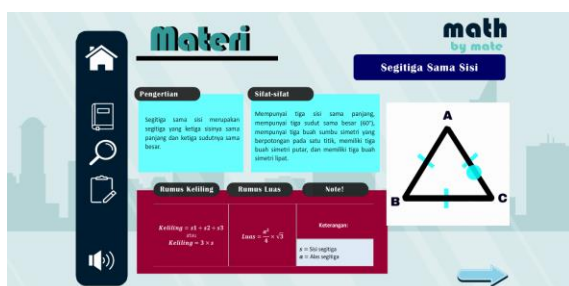 Materi
math
by mate
Segitiga Sama Sisi
Pengertian
Segitiga sama sisi merupakan
segitiga yang ketiga sisinya sama
panjang dan ketiga sudutnya sama
besar.
Sifat-sifat
Mempunyai tiga sisi sama panjang,
mempunyai tiga sudut sama besar (60°),
mempunyai tiga buah sumbu simetri yang
berpotongan pada satu titik, memiliki tiga
buah simetri putar, dan memiliki tiga buah
simetri lipat.
A
B
C
Rumus Keliling
Keliling = s1 + s2 + s3
atau
Keliling = 3 × s
Rumus Luas
Luas = a²/4 × √3
Note!
Keterangan:
s = Sisi segitiga
a = Alas segitiga